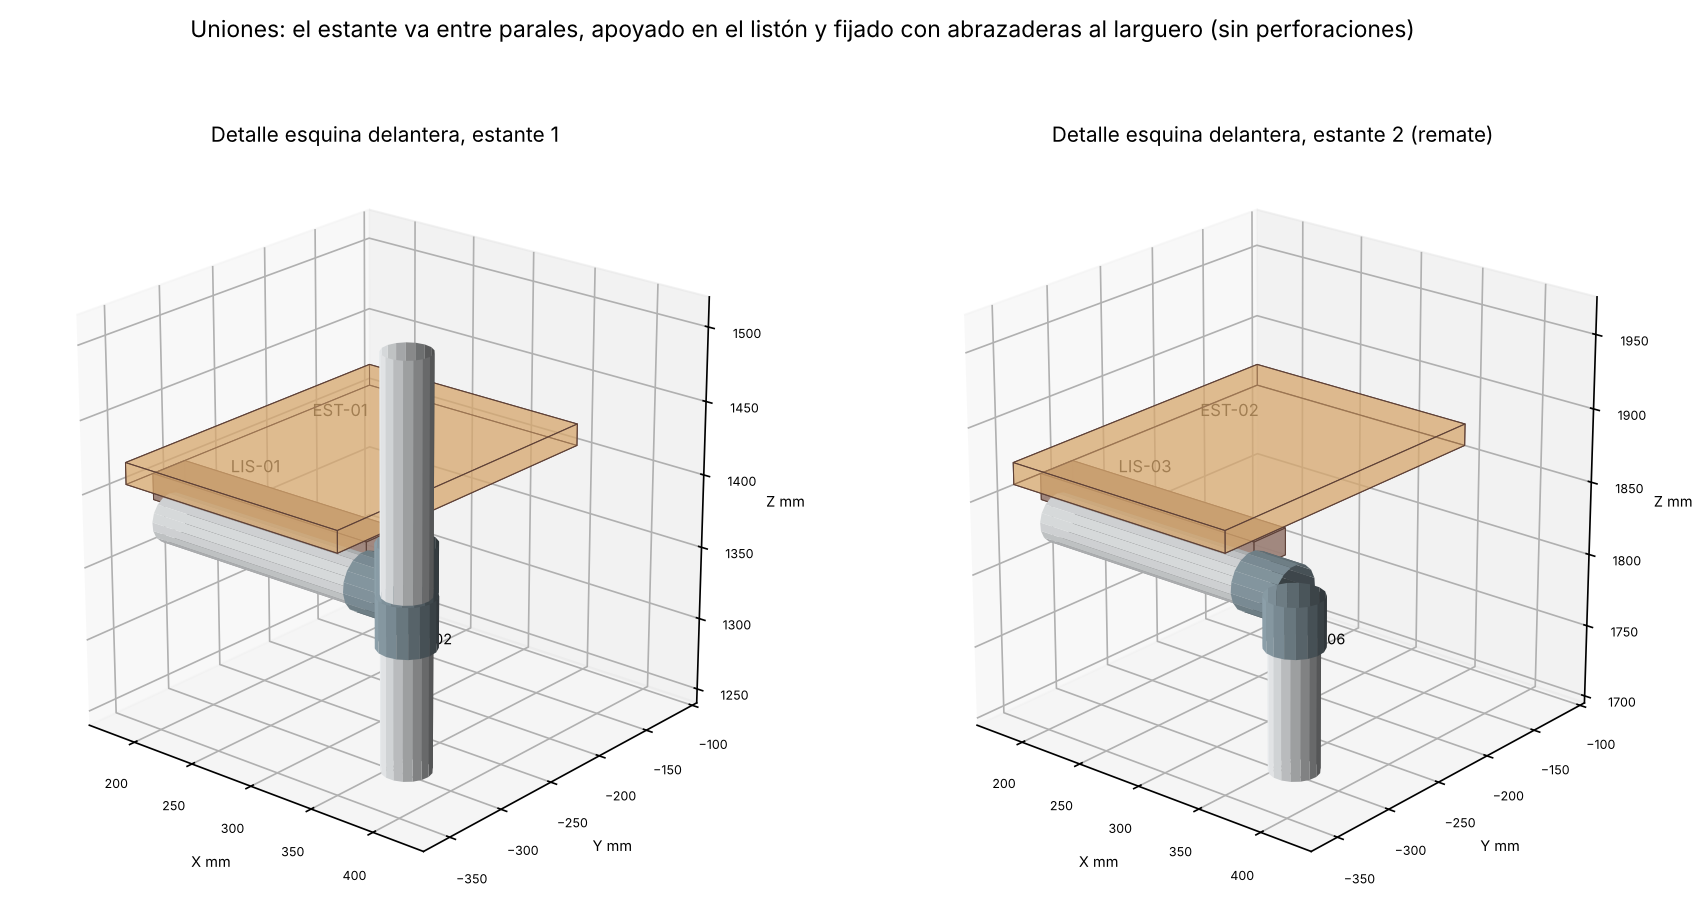 Uniones: el estante va entre parales, apoyado en el listón y fijado con abrazaderas al larguero (sin perforaciones)
Detalle esquina delantera, estante 1
EST-01
LIS-01
02
1500
1450
1400
1350
1300
1250
Z mm
200
250
300
350
400
X mm
−350
−300
−250
−200
−150
−100
Y mm
Detalle esquina delantera, estante 2 (remate)
EST-02
LIS-03
06
1950
1900
1850
1800
1750
1700
Z mm
200
250
300
350
400
X mm
−350
−300
−250
−200
−150
−100
Y mm